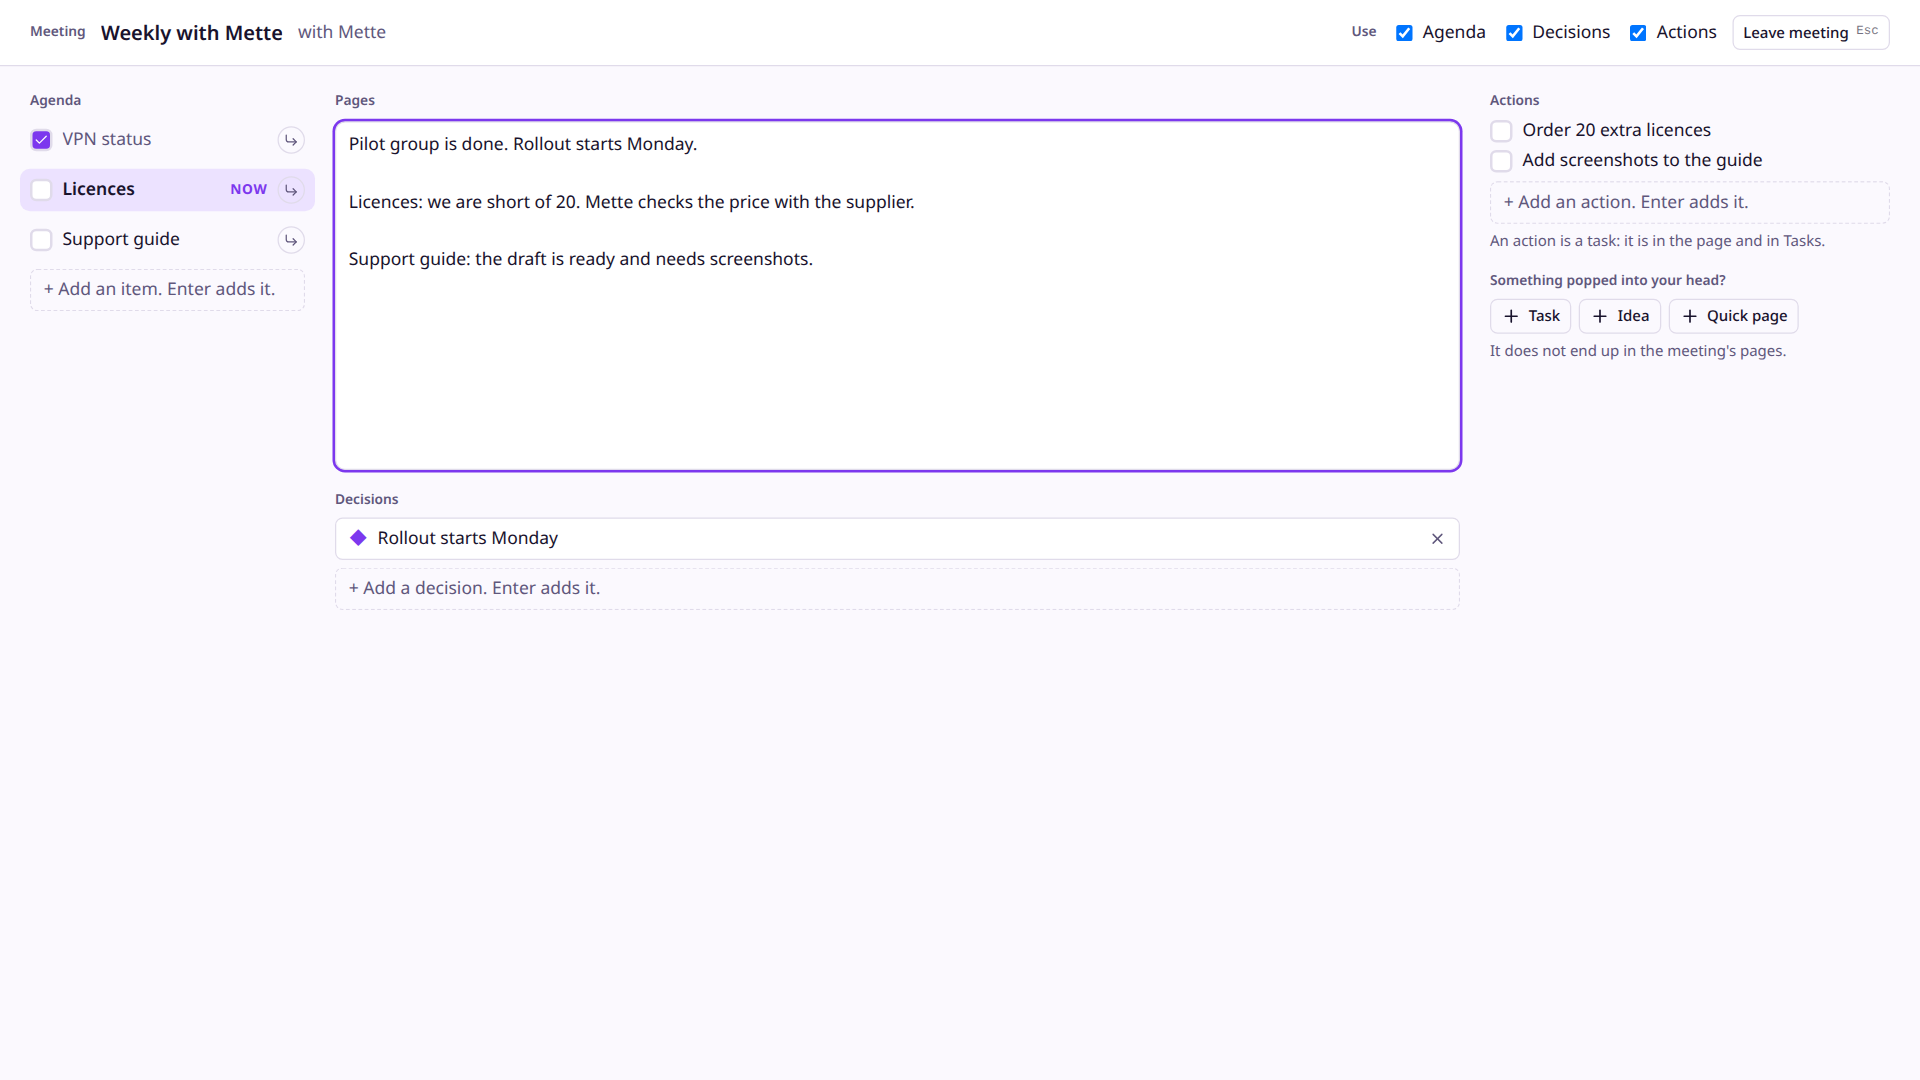 Meeting Weekly with Mette with Mette
Use Agenda Decisions Actions Leave meeting Esc
Agenda
VPN status
Licences NOW
Support guide
+ Add an item. Enter adds it.
Pages
Pilot group is done. Rollout starts Monday.
Licences: we are short of 20. Mette checks the price with the supplier.
Support guide: the draft is ready and needs screenshots.
Decisions
Rollout starts Monday
+ Add a decision. Enter adds it.
Actions
Order 20 extra licences
Add screenshots to the guide
+ Add an action. Enter adds it.
An action is a task: it is in the page and in Tasks.
Something popped into your head?
+ Task + Idea + Quick page
It does not end up in the meeting's pages.